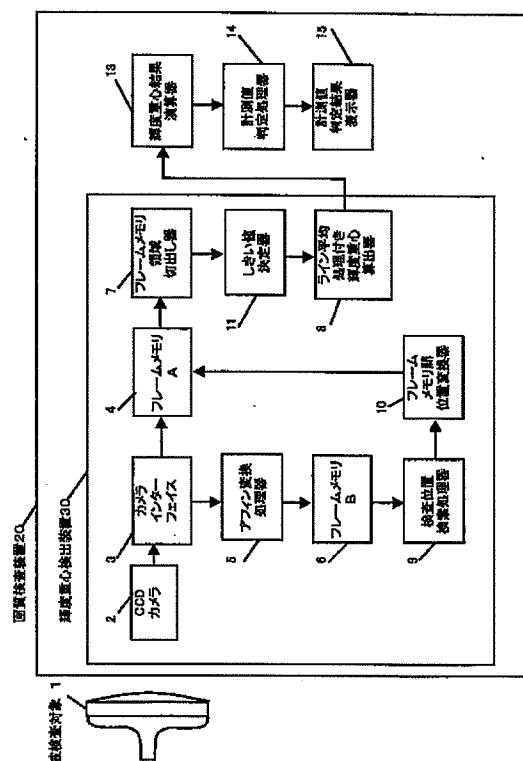 画質検査装置20
輝度重心検出装置30
被検査対象 1
2
CCD
カメラ
3
カメラ
インター
フェイス
4
フレームメモリ
A
7
フレームメモリ
領域
切出し器
13
輝度重心結果
演算器
14
計測値
判定処理器
15
計測値
判定結果
表示器
11
しきい値
決定器
8
ライン平均
処理付き
輝度重心
算出器
5
アフィン変換
処理器
6
フレームメモリ
B
9
検査位置
検索処理器
10
フレーム
メモリ間
位置変換器